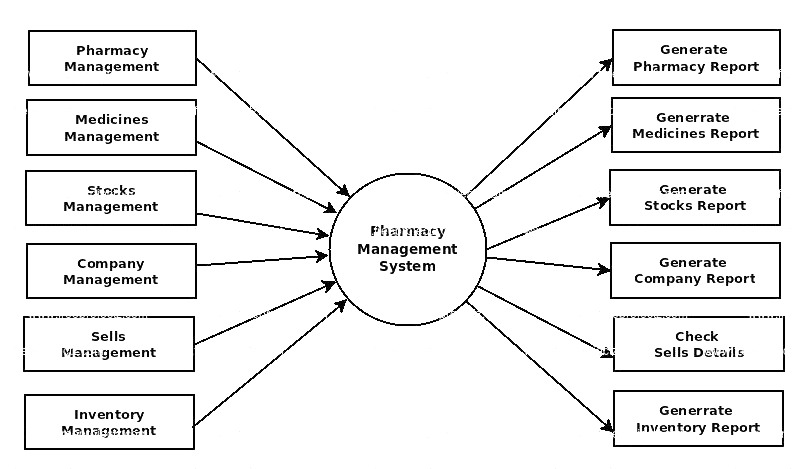 Pharmacy
Management
Medicines
Management
Stocks
Management
Company
Management
Sells
Management
Inventory
Management
Pharmacy
Management
System
Generate
Pharmacy Report
Generrate
Medicines Report
Generate
Stocks Report
Generate
Company Report
Check
Sells Details
Generrate
Inventory Report